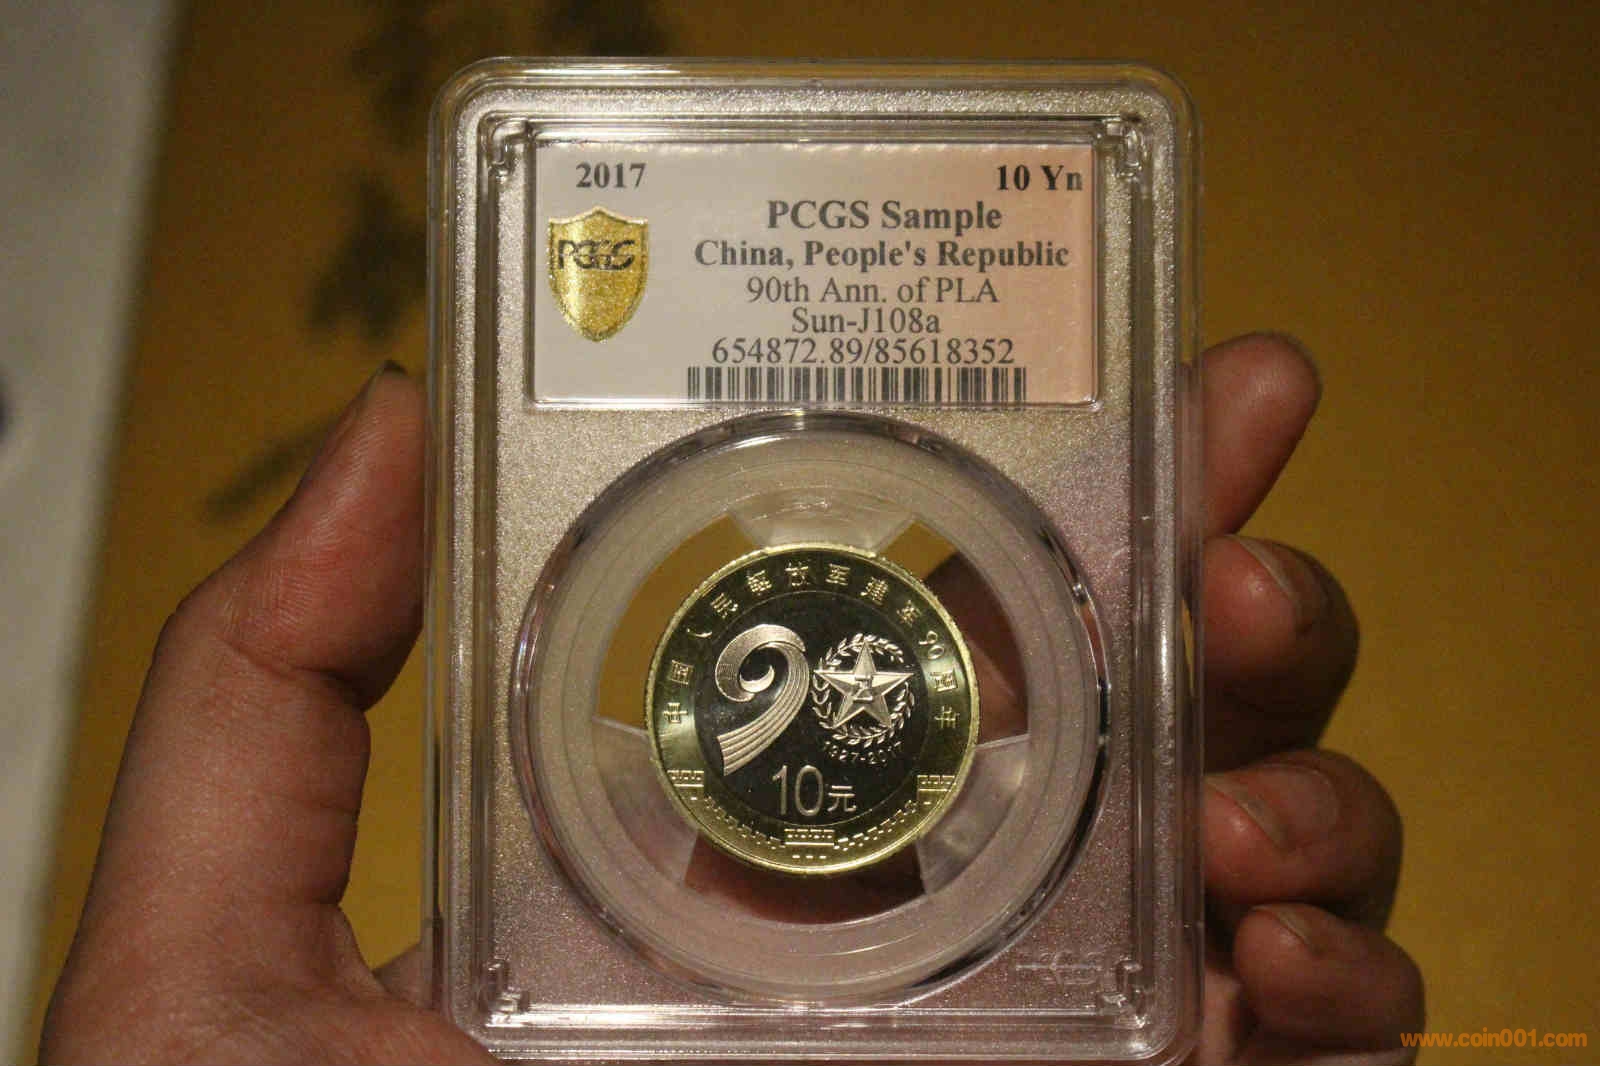 2017
10 Yn
PCGS Sample
PCGS
China, People's Republic
90th Ann. of PLA
Sun-J108a
654872.89/85618352
中国人民解放军建军90周年
90
1927-2017
10元
www.coin001.com